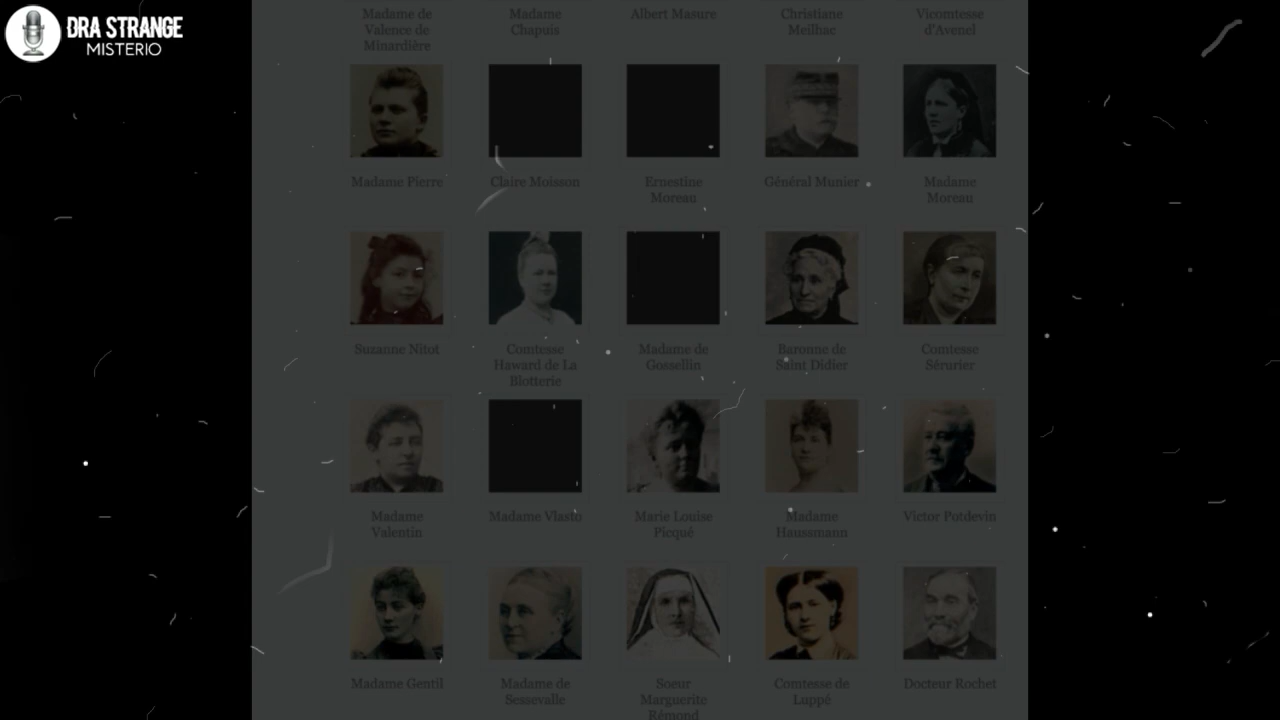 DRA STRANGE
MISTERIO
Madame de
Valence de
Minardière
Madame
Chapuis
Albert Masure
Christiane
Meilhac
Vicomtesse
d'Avenel
Madame Pierre
Claire Moisson
Ernestine
Moreau
Général Munier
Madame
Moreau
Suzanne Nitot
Comtesse
Haward de La
Blotterie
Madame de
Gossellin
Baronne de
Saint Didier
Comtesse
Sérurier
Madame
Valentin
Madame Vlasto
Marie Louise
Picquê
Madame
Hausmann
Victor Potdevin
Madame Gentil
Madame de
Sessevalle
Soeur
Marguerite
Rémond
Comtesse de
Luppé
Docteur Rochet